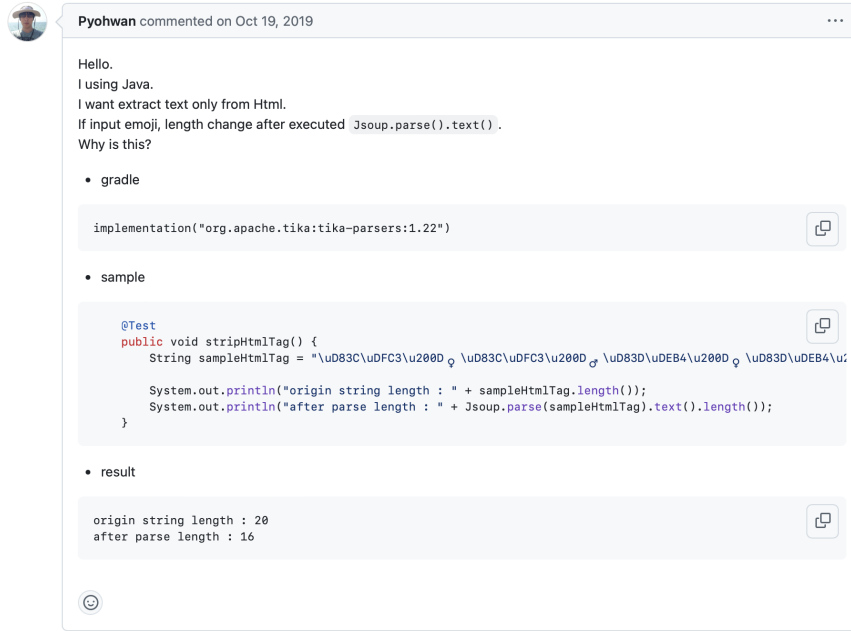 Pyohwan commented on Oct 19, 2019
Hello.
I using Java.
I want extract text only from Html.
If input emoji, length change after executed Jsoup.parse().text() .
Why is this?
• gradle
implementation("org.apache.tika:tika-parsers:1.22")
• sample
@Test
public void stripHtmlTag() {
String sampleHtmlTag = "\uD83C\uDFC3\u200D♀ \uD83C\uDFC3\u200D♂ \uD83D\uDEB4\u200D♀ \uD83D\uDEB4\u2
System.out.println("origin string length : " + sampleHtmlTag.length());
System.out.println("after parse length : " + Jsoup.parse(sampleHtmlTag).text().length());
}
• result
origin string length : 20
after parse length : 16